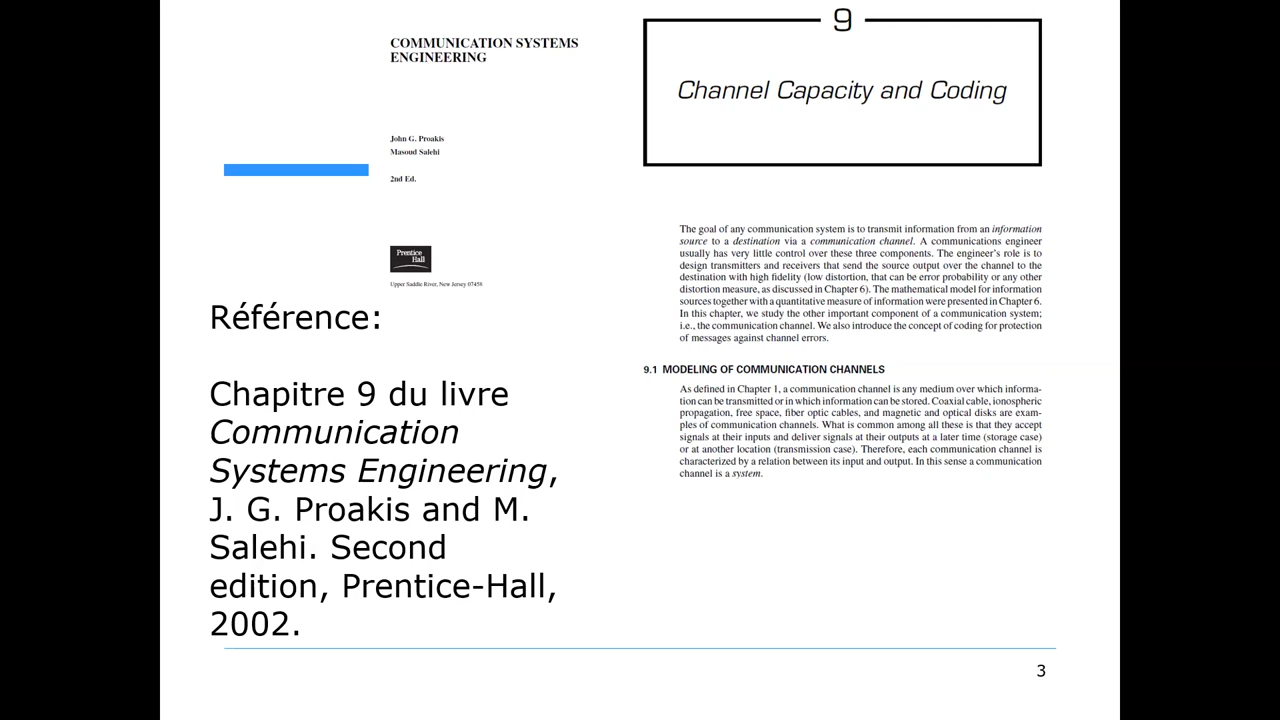 COMMUNICATION SYSTEMS
ENGINEERING
John G. Proakis
Masoud Salehi
2nd Ed.
Prentice
Hall
Upper Saddle River, New Jersey 07458
Référence:
Chapitre 9 du livre
Communication
Systems Engineering,
J. G. Proakis and M.
Salehi. Second
edition, Prentice-Hall,
2002.
9
Channel Capacity and Coding
The goal of any communication system is to transmit information from an information
source to a destination via a communication channel. A communications engineer
usually has very little control over these three components. The engineer's role is to
design transmitters and receivers that send the source output over the channel to the
destination with high fidelity (low distortion, that can be error probability or any other
distortion measure, as discussed in Chapter 6). The mathematical model for information
sources together with a quantitative measure of information were presented in Chapter 6.
In this chapter, we study the other important component of a communication system;
i.e., the communication channel. We also introduce the concept of coding for protection
of messages against channel errors.
9.1 MODELING OF COMMUNICATION CHANNELS
As defined in Chapter 1, a communication channel is any medium over which informa-
tion can be transmitted or in which information can be stored. Coaxial cable, ionospheric
propagation, free space, fiber optic cables, and magnetic and optical disks are exam-
ples of communication channels. What is common among all these is that they accept
signals at their inputs and deliver signals at their outputs at a later time (storage case)
or at another location (transmission case). Therefore, each communication channel is
characterized by a relation between its input and output. In this sense a communication
channel is a system.
3